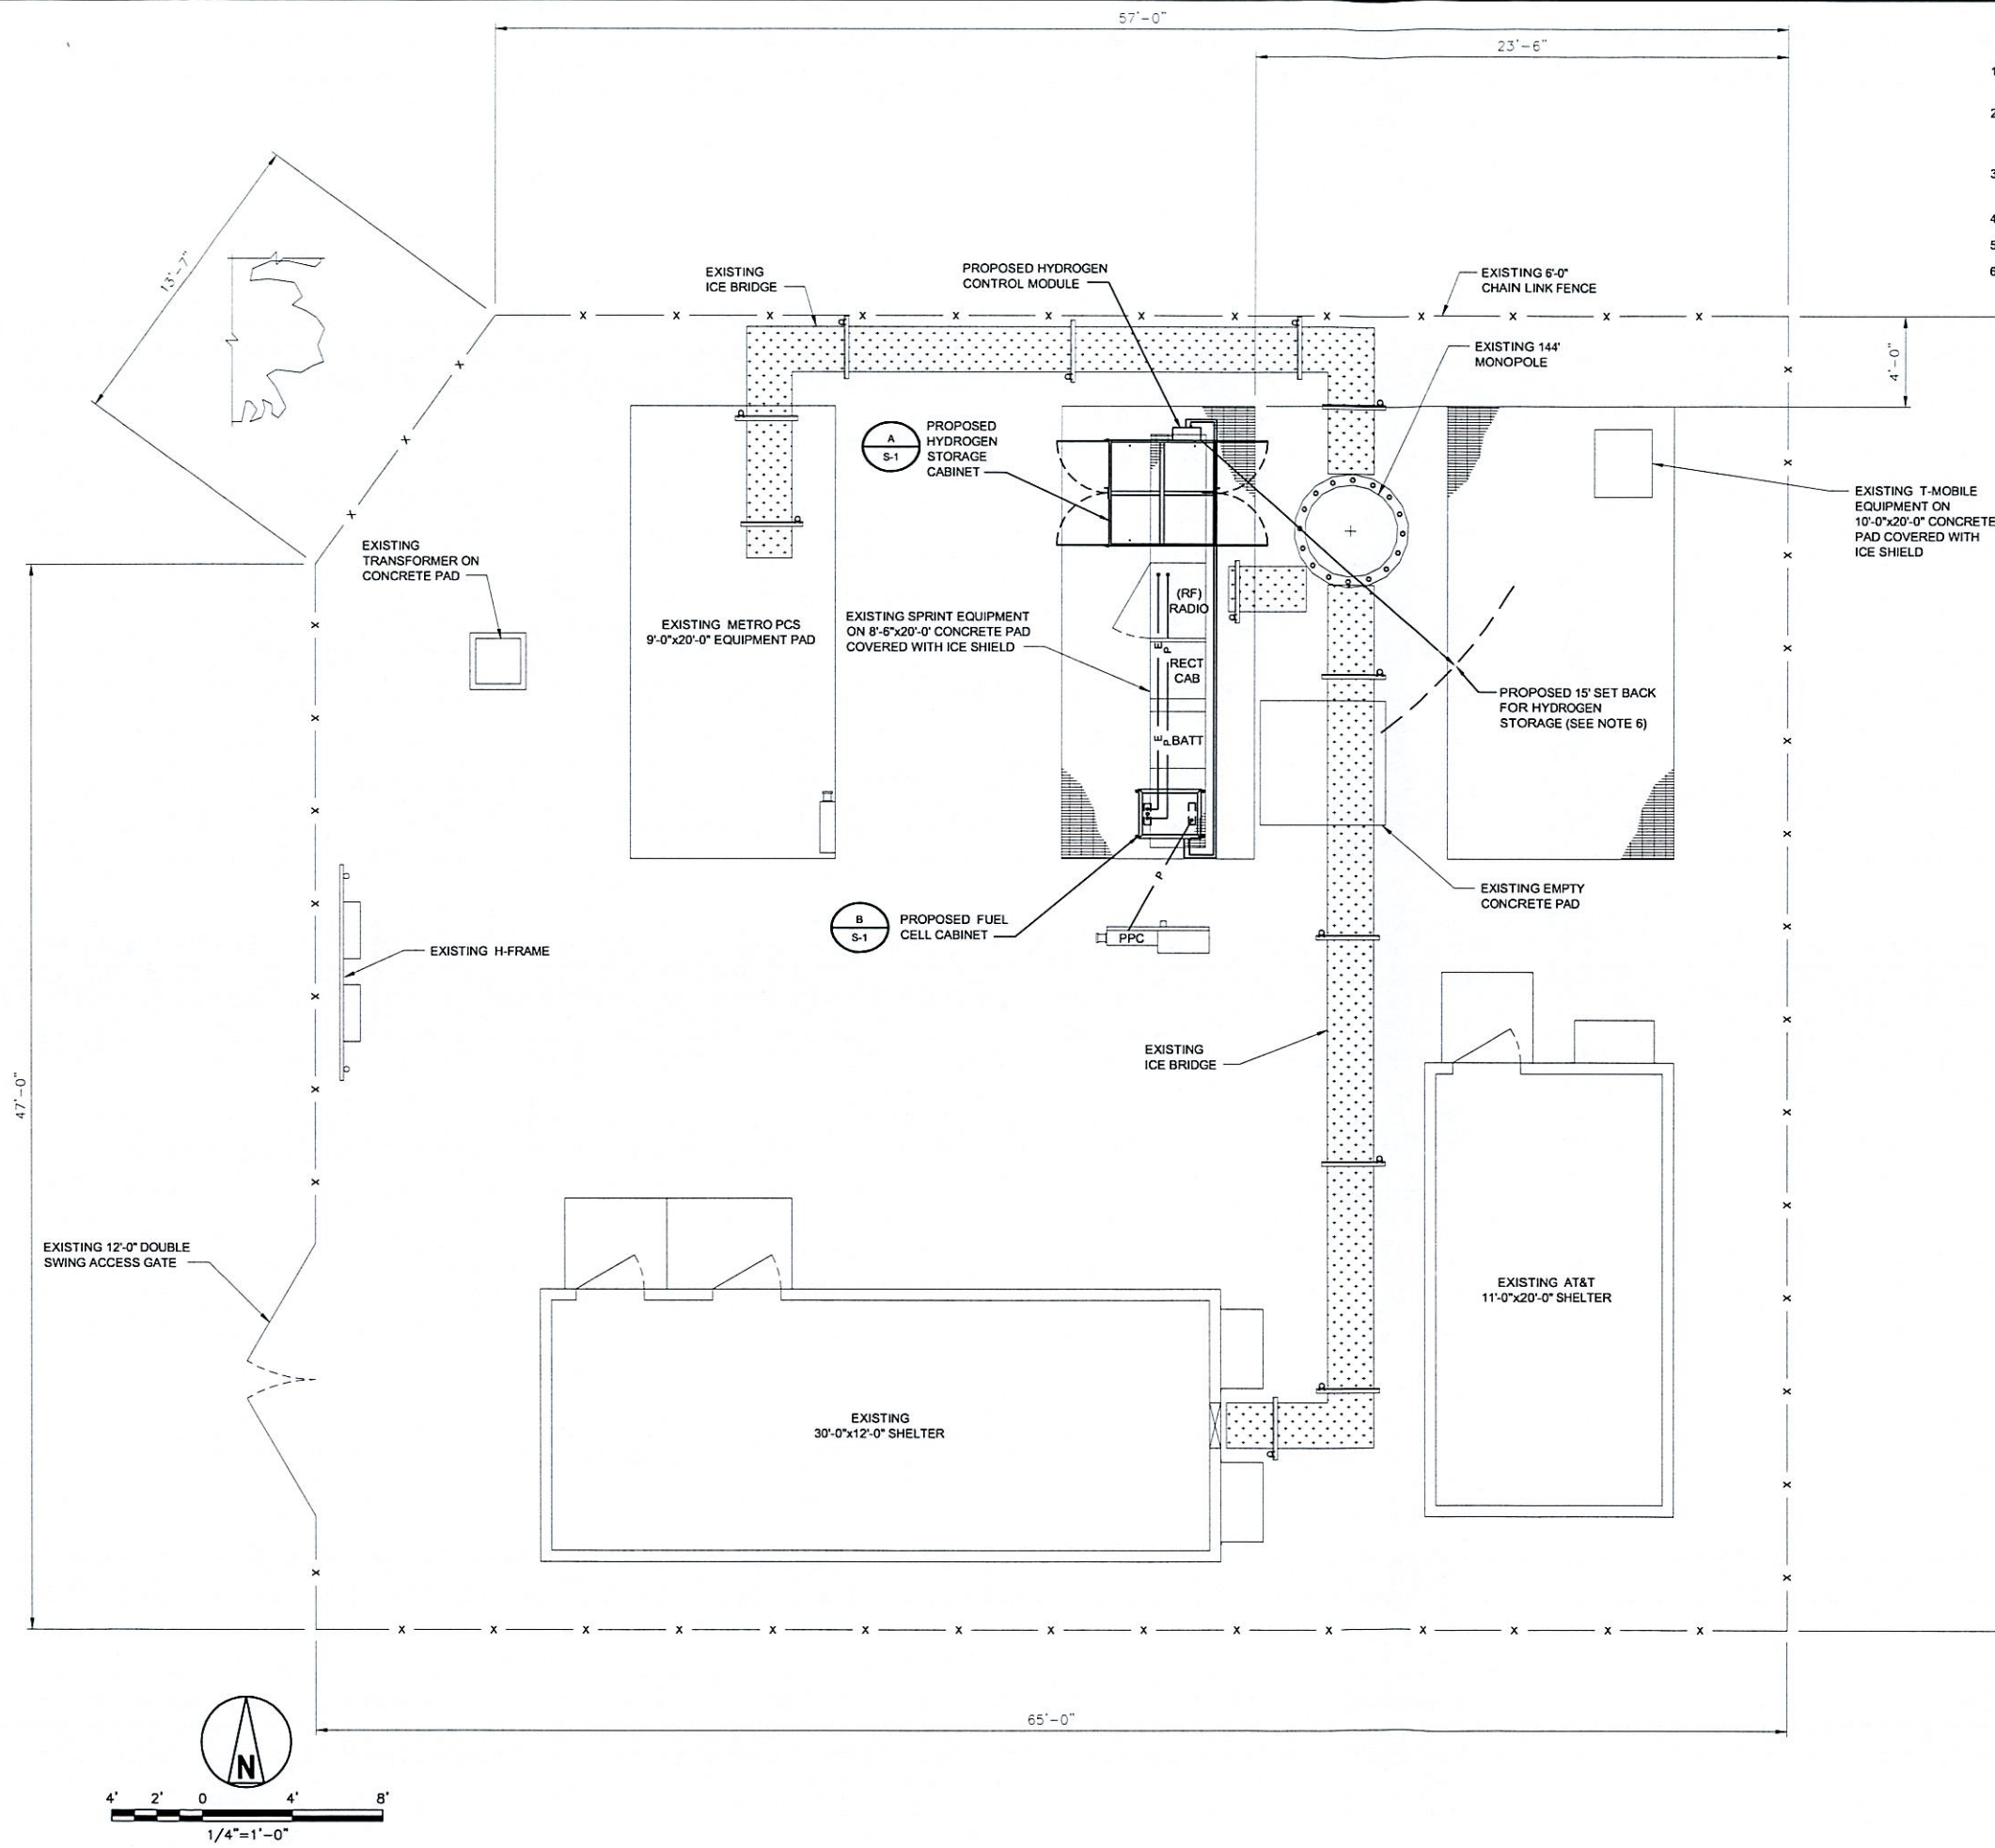 57'-0"
23'-6"
1
2
3
4
5
6
13'-7"
EXISTING
ICE BRIDGE
PROPOSED HYDROGEN
CONTROL MODULE
EXISTING 6'-0"
CHAIN LINK FENCE
EXISTING 144'
MONOPOLE
4'-0"
A
S-1
PROPOSED
HYDROGEN
STORAGE
CABINET
EXISTING T-MOBILE
EQUIPMENT ON
10'-0"x20'-0" CONCRETE
PAD COVERED WITH
ICE SHIELD
EXISTING
TRANSFORMER ON
CONCRETE PAD
EXISTING METRO PCS
9'-0"x20'-0" EQUIPMENT PAD
EXISTING SPRINT EQUIPMENT
ON 8'-6"x20'-0' CONCRETE PAD
COVERED WITH ICE SHIELD
(RF)
RADIO
E
P
RECT
CAB
E
P
BATT
PROPOSED 15' SET BACK
FOR HYDROGEN
STORAGE (SEE NOTE 6)
P
EXISTING EMPTY
CONCRETE PAD
B
S-1
PROPOSED FUEL
CELL CABINET
PPC
EXISTING H-FRAME
EXISTING
ICE BRIDGE
47'-0"
EXISTING 12'-0" DOUBLE
SWING ACCESS GATE
EXISTING AT&T
11'-0"x20'-0" SHELTER
EXISTING
30'-0"x12'-0" SHELTER
65'-0"
N
4' 2' 0 4' 8'
1/4"=1'-0"